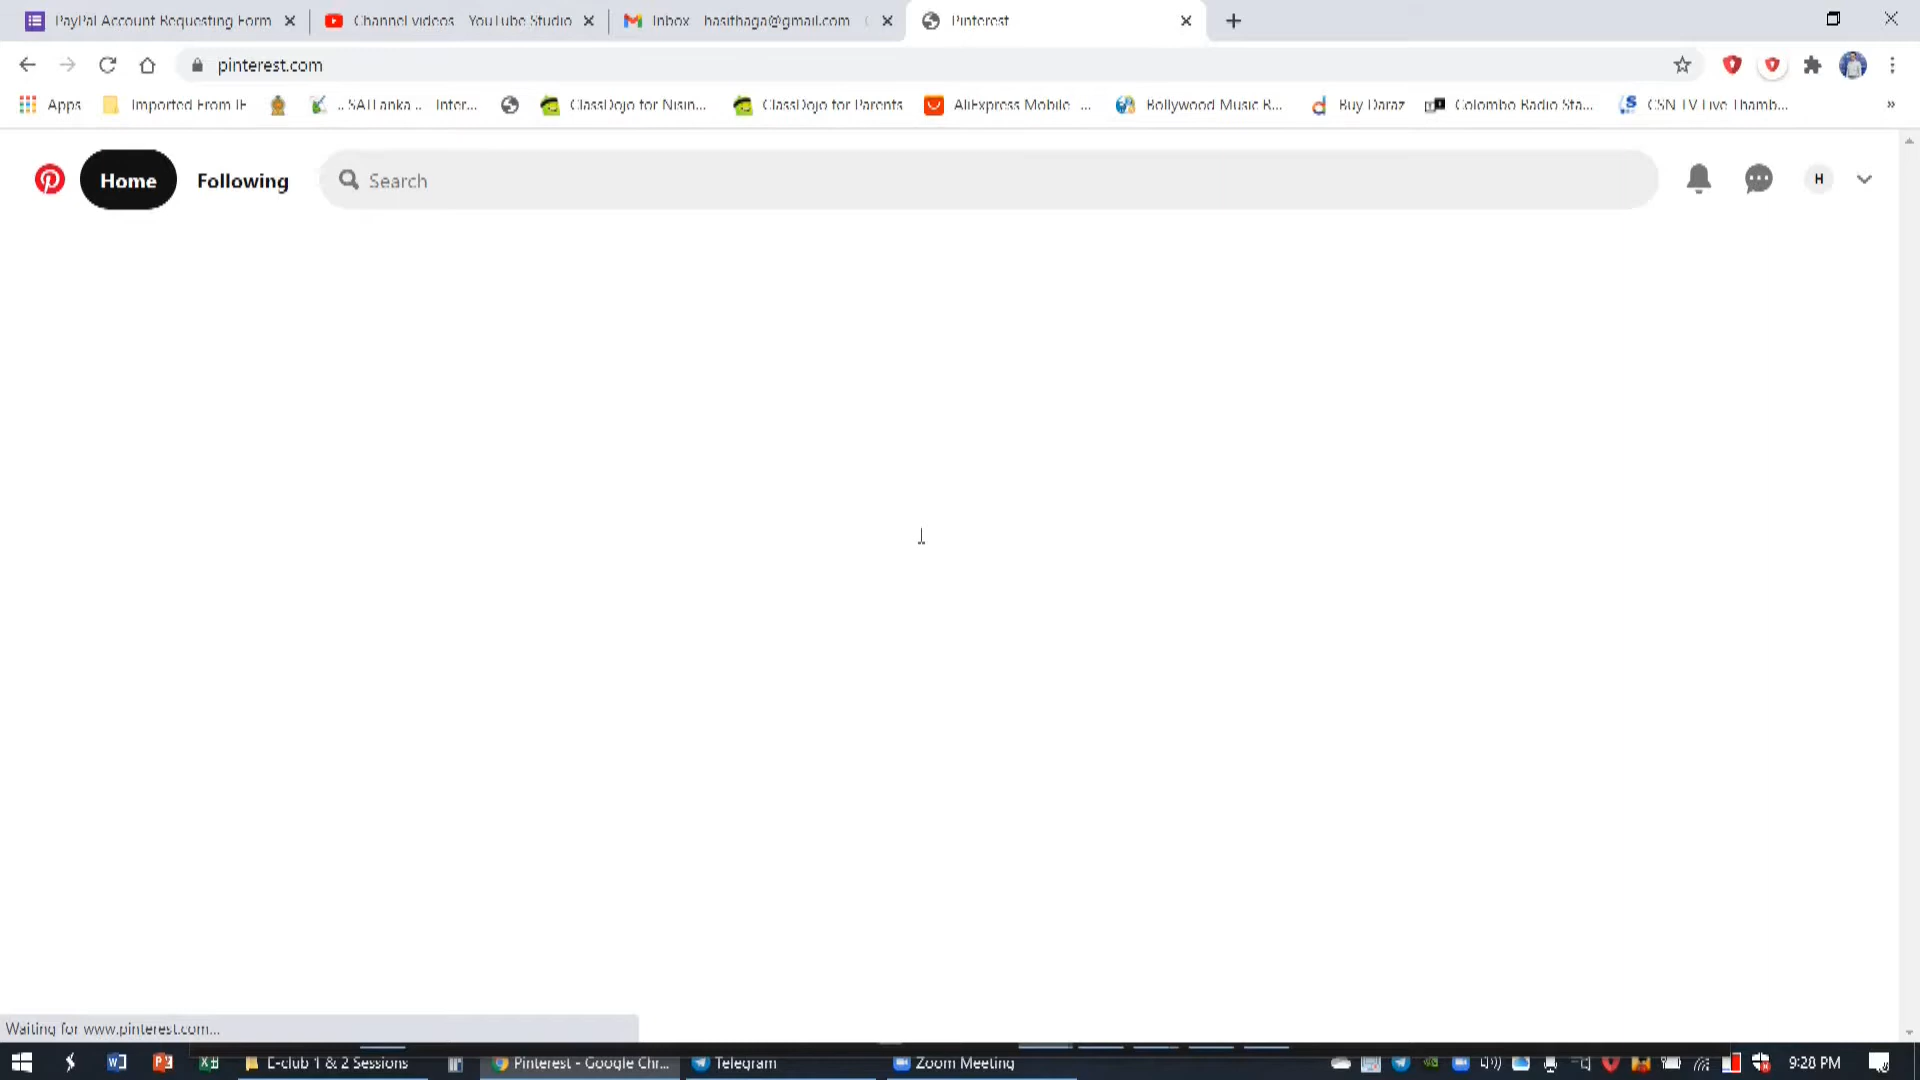 PayPal Account Requesting Form
Channel videos YouTube Studio
Inbox hasithaga@gmail.com
Pinterest
pinterest.com
Apps
Imported From IE
.. SATLanka .. Inter...
ClassDojo for Nisin...
ClassDojo for Parents
AliExpress Mobile ...
Bollywood Music R...
Buy Daraz
Colombo Radio Sta...
CSN TV Live Thamb...
»
Home
Following
Search
H
Waiting for www.pinterest.com...
E-club 1 & 2 Sessions
Pinterest - Google Chr...
Telegram
Zoom Meeting
9:28 PM